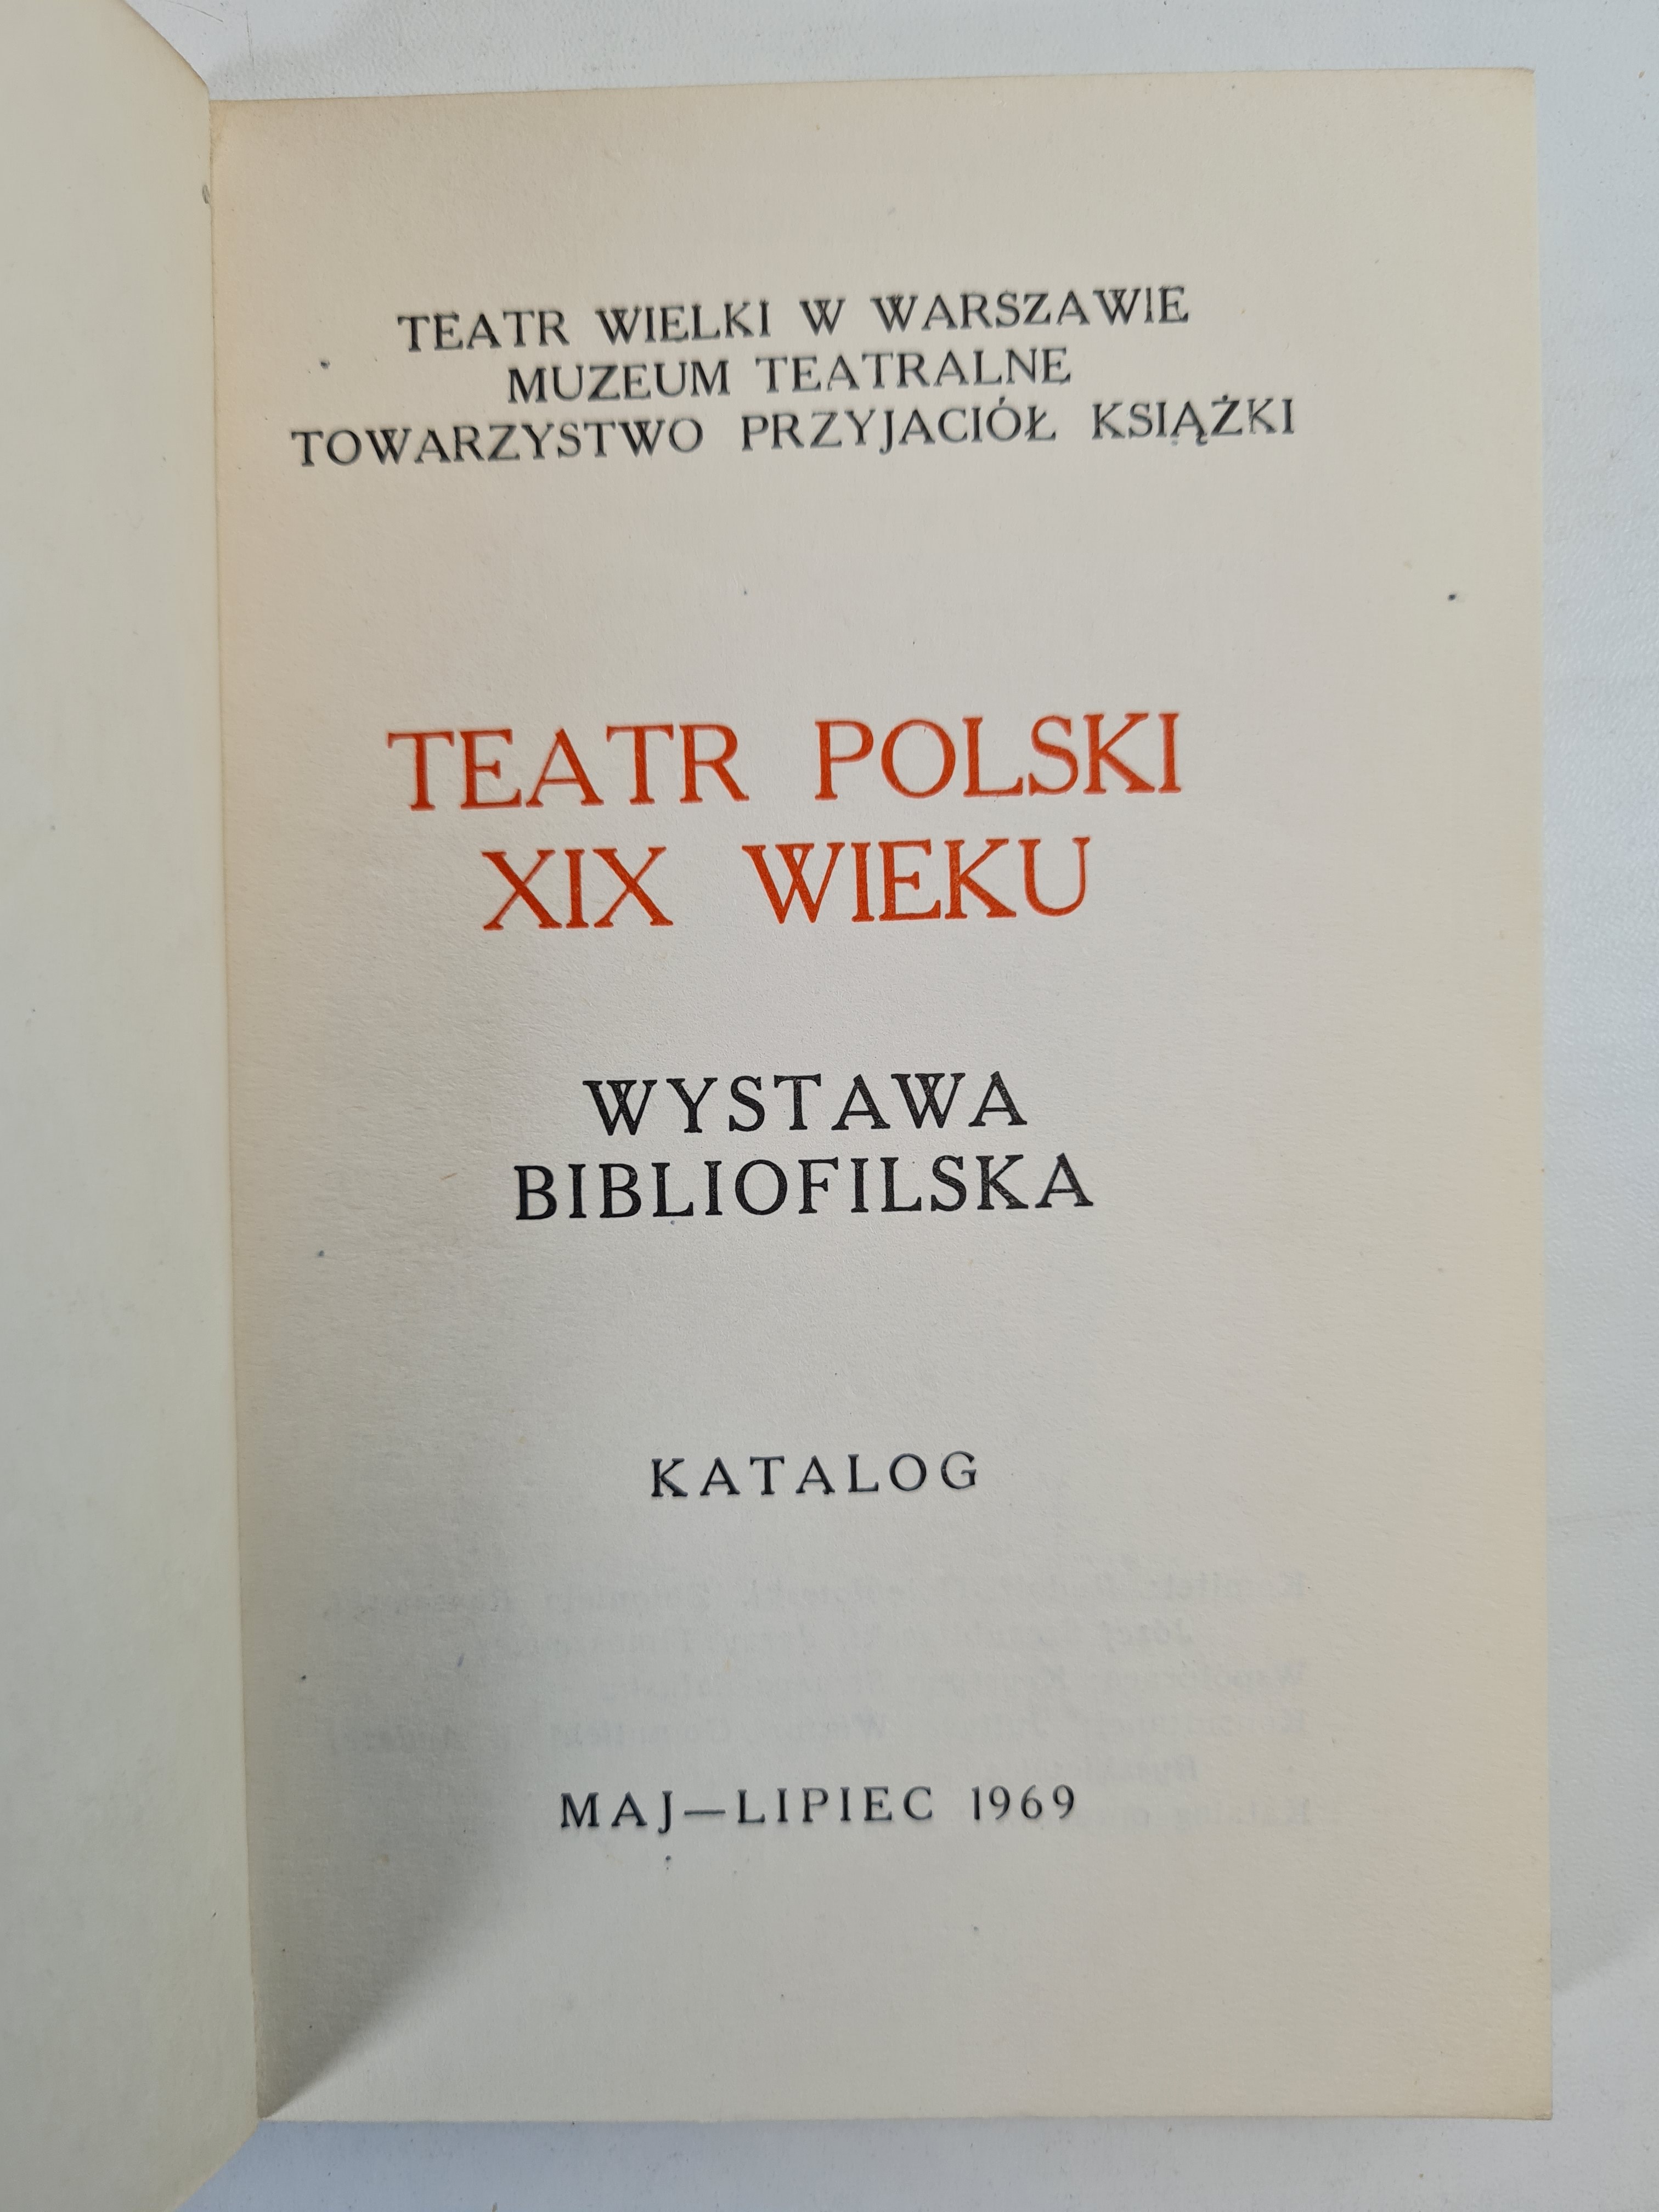 TEATR WIELKI W WARSZAWIE
MUZEUM TEATRALNE
TOWARZYSTWO PRZYJACIÓŁ KSIĄŻKI
TEATR POLSKI
XIX WIEKU
WYSTAWA
BIBLIOFILSKA
KATALOG
MAJ—LIPIEC 1969